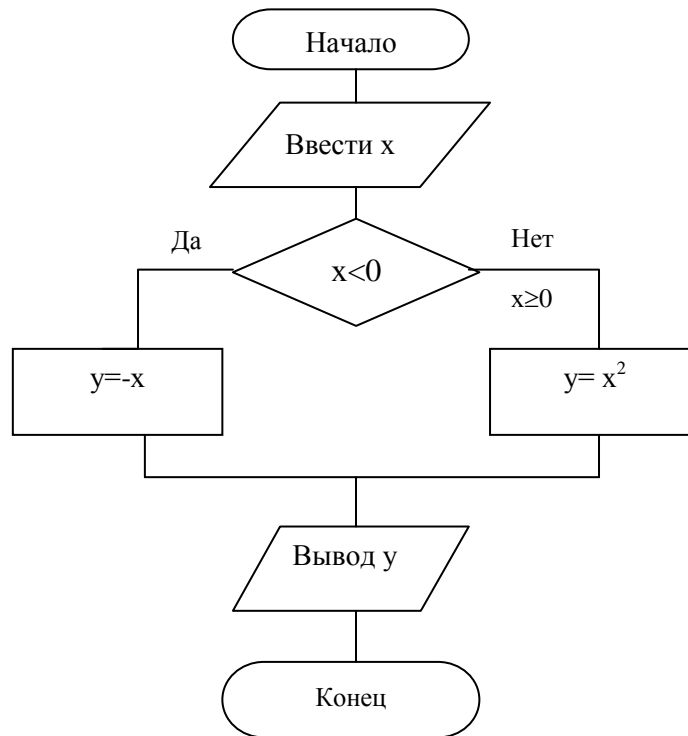 Начало
Ввести x
Да
Нет
x<0
x≥0
y=-x
y= x²
Вывод y
Конец